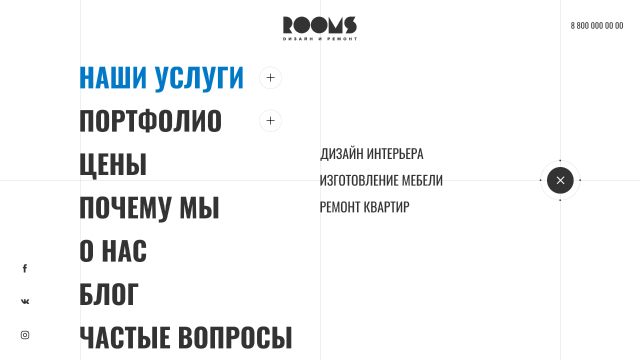 ROOMS
ДИЗАЙН И РЕМОНТ
8 800 000 00 00
НАШИ УСЛУГИ
ПОРТФОЛИО
ЦЕНЫ
ПОЧЕМУ МЫ
О НАС
БЛОГ
ЧАСТЫЕ ВОПРОСЫ
ДИЗАЙН ИНТЕРЬЕРА
ИЗГОТОВЛЕНИЕ МЕБЕЛИ
РЕМОНТ КВАРТИР